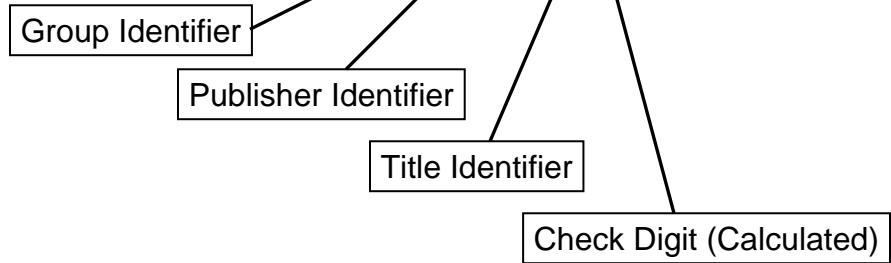 Group Identifier
Publisher Identifier
Title Identifier
Check Digit (Calculated)